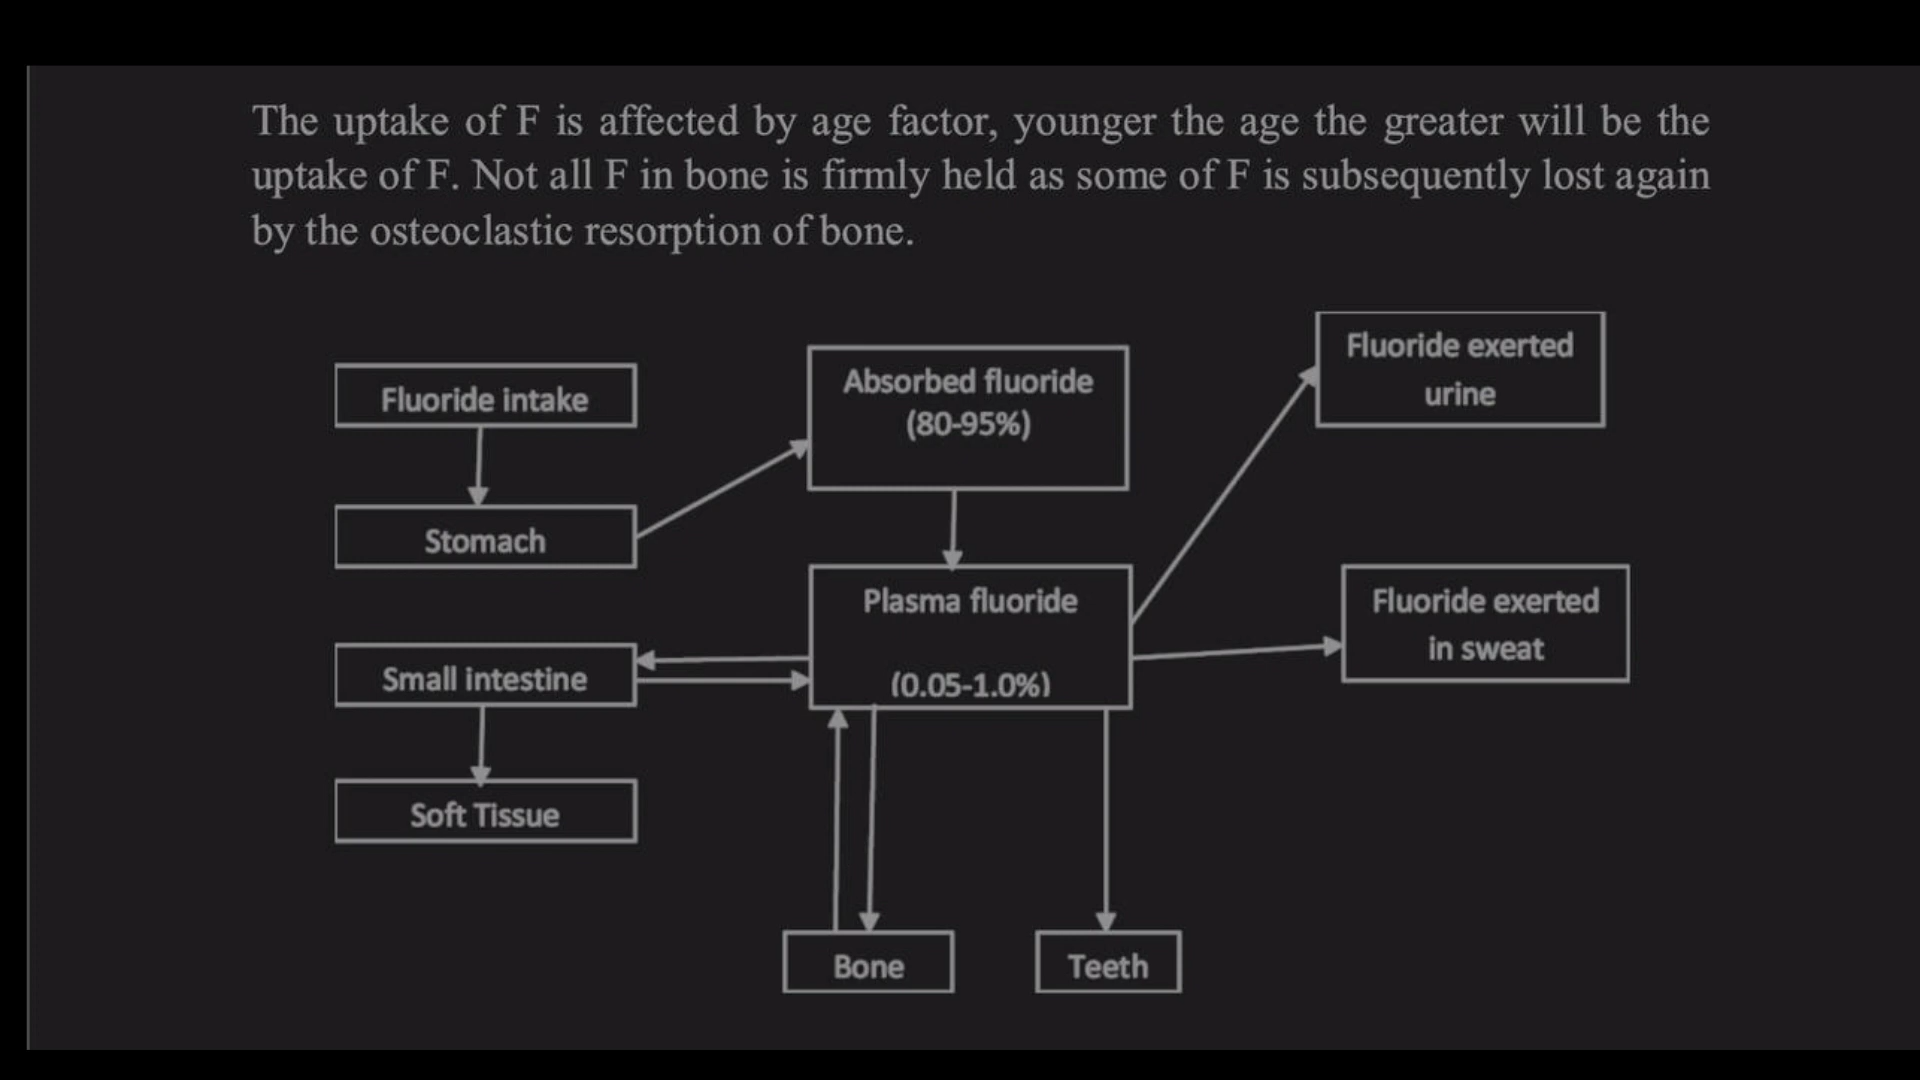 The uptake of F is affected by age factor, younger the age the greater will be the
uptake of F. Not all F in bone is firmly held as some of F is subsequently lost again
by the osteoclastic resorption of bone.
Fluoride intake
Stomach
Small intestine
Soft Tissue
Absorbed fluoride
(80-95%)
Plasma fluoride
(0.05-1.0%)
Bone
Teeth
Fluoride exerted
urine
Fluoride exerted
in sweat